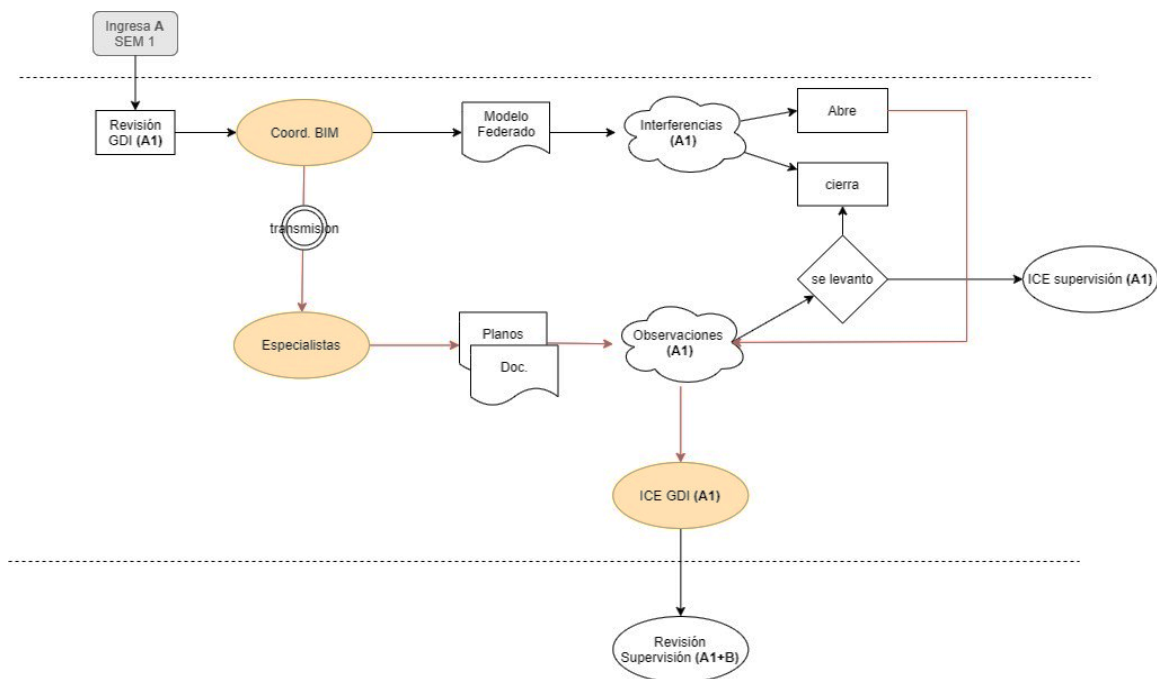 Ingresa A
SEM 1
Revisión
GDI (A1)
Coord. BIM
Modelo
Federado
Interferencias
(A1)
Abre
cierra
transmision
se levanto
ICE supervisión (A1)
Especialistas
Planos
Doc.
Observaciones
(A1)
ICE GDI (A1)
Revisión
Supervisión (A1+B)